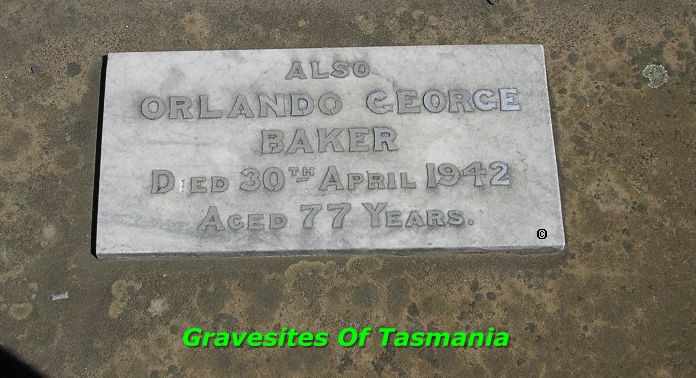 ALSO
ORLANDO GEORGE
BAKER
DIED 30TH APRIL 1942
AGED 77 YEARS.
©
Gravesites Of Tasmania